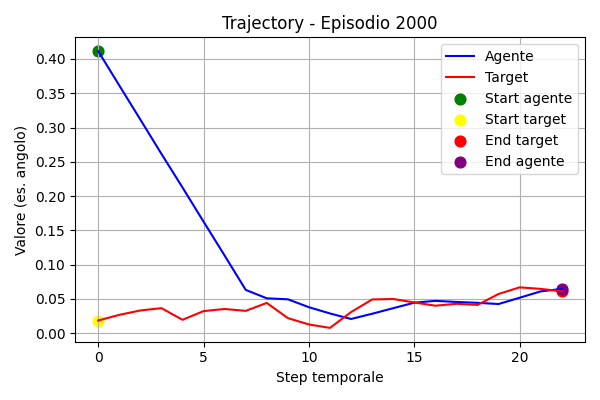 Trajectory - Episodio 2000
Valore (es. angolo)
0.40
0.35
0.30
0.25
0.20
0.15
0.10
0.05
0.00
Agente
Target
Start agente
Start target
End target
End agente
0 5 10 15 20
Step temporale